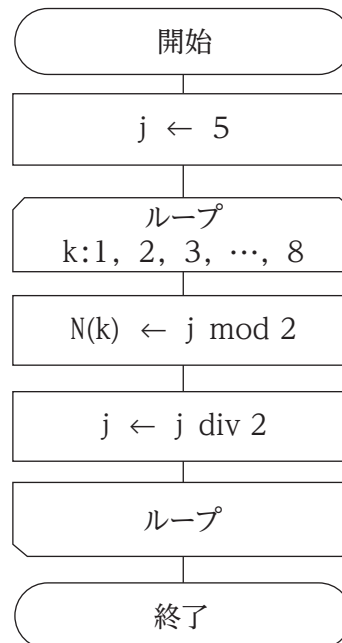 開始
j ← 5
ループ
k:1, 2, 3, …, 8
N(k) ← j mod 2
j ← j div 2
ループ
終了